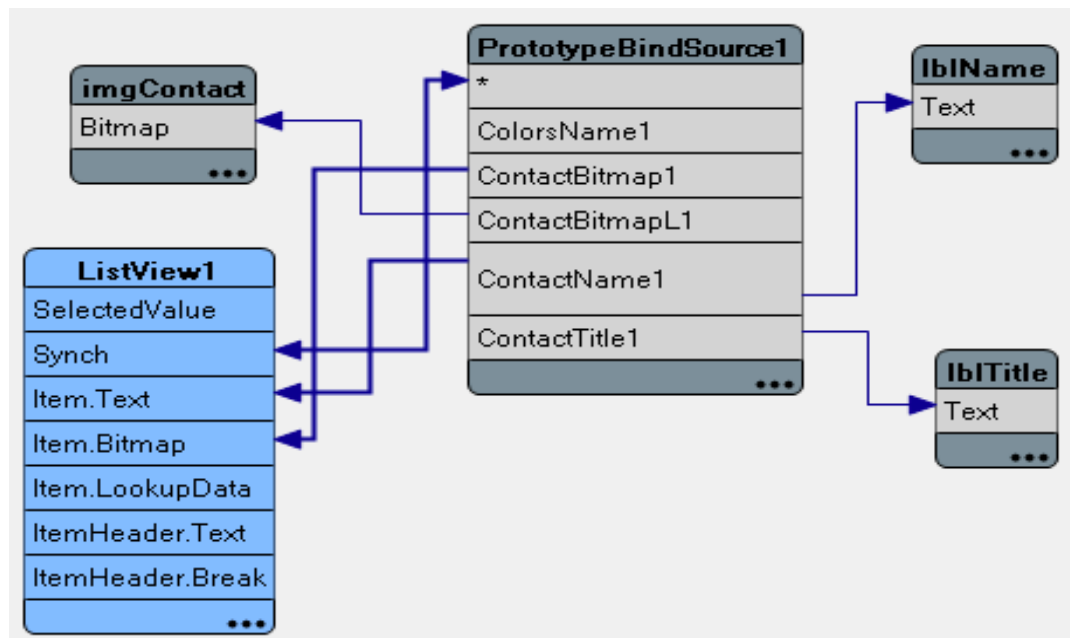 imgContact
Bitmap
•••
ListView1
SelectedValue
Synch
Item.Text
Item.Bitmap
Item.LookupData
ItemHeader.Text
ItemHeader.Break
•••
PrototypeBindSource1
*
ColorsName1
ContactBitmap1
ContactBitmapL1
ContactName1
ContactTitle1
•••
lblName
Text
•••
lblTitle
Text
•••